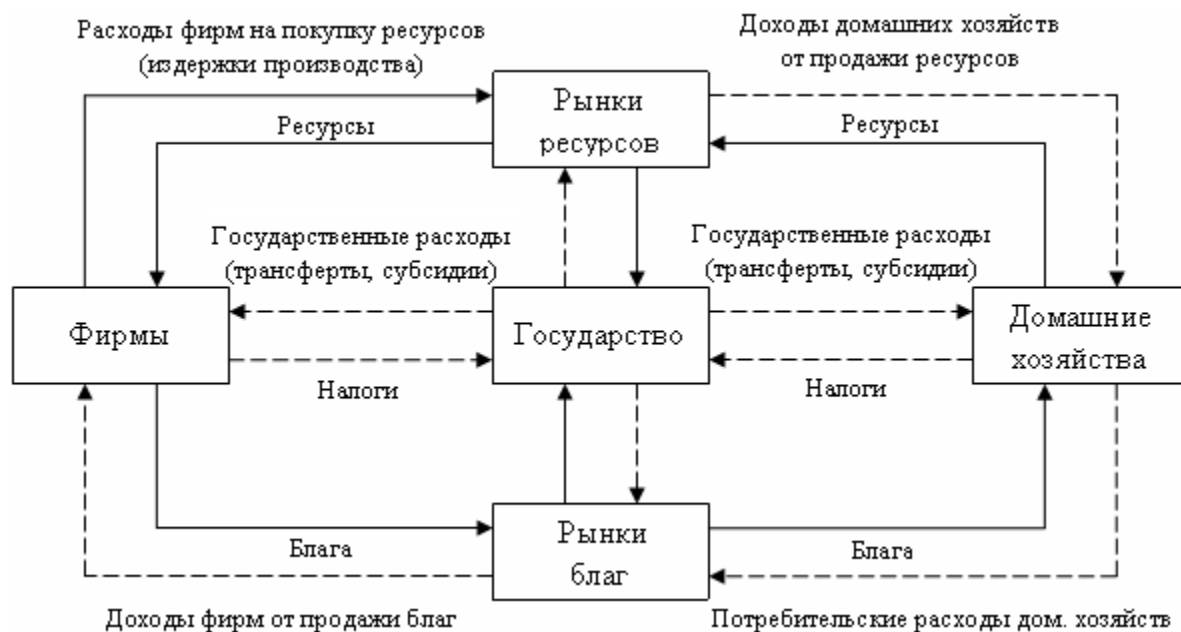 Расходы фирм на покупку ресурсов
(издержки производства)
Доходы домашних хозяйств
от продажи ресурсов
Рынки
ресурсов
Ресурсы
Ресурсы
Государственные расходы
(трансферты, субсидии)
Государственные расходы
(трансферты, субсидии)
Фирмы
Государство
Домашние
хозяйства
Налоги
Налоги
Рынки
благ
Блага
Блага
Доходы фирм от продажи благ
Потребительские расходы дом. хозяйств